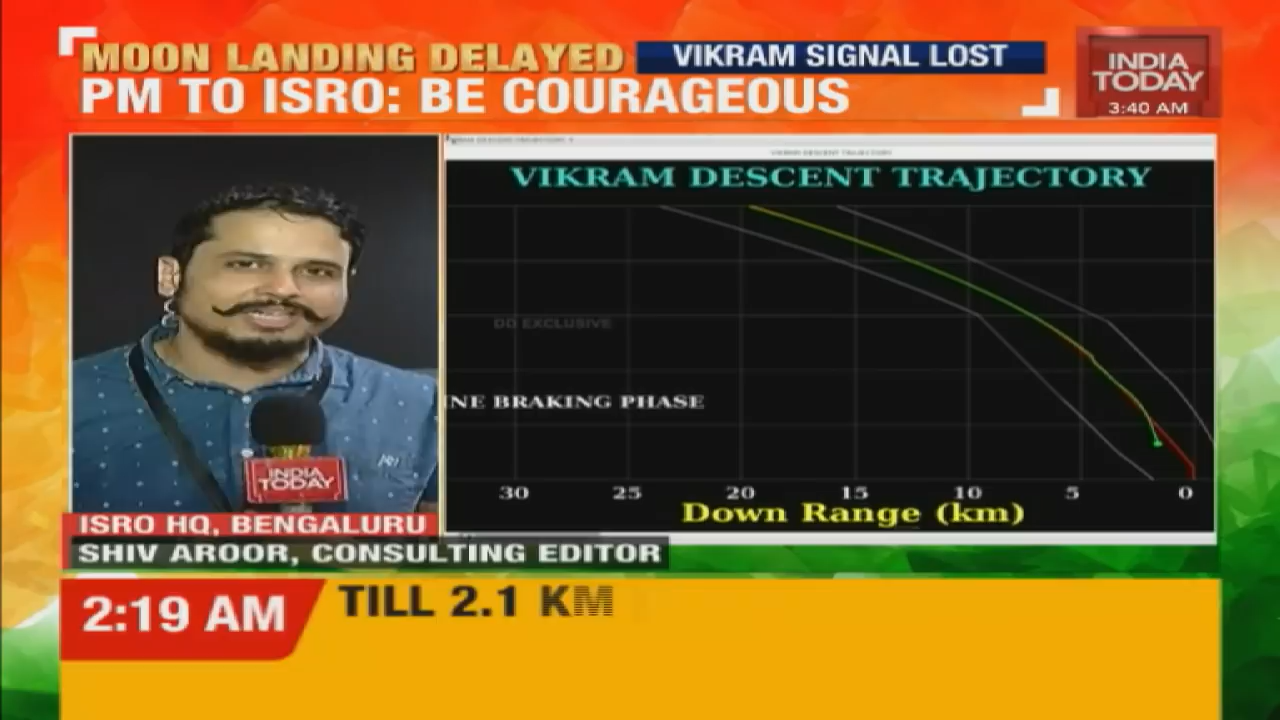 MOON LANDING DELAYED
VIKRAM SIGNAL LOST
PM TO ISRO: BE COURAGEOUS
INDIA
TODAY
3:40 AM
VIKRAM DESCENT TRAJECTORY
DD EXCLUSIVE
INE BRAKING PHASE
30 25 20 15 10 5 0
Down Range (km)
INDIA
TODAY
ISRO HQ, BENGALURU
SHIV AROOR, CONSULTING EDITOR
2:19 AM
TILL 2.1 KM